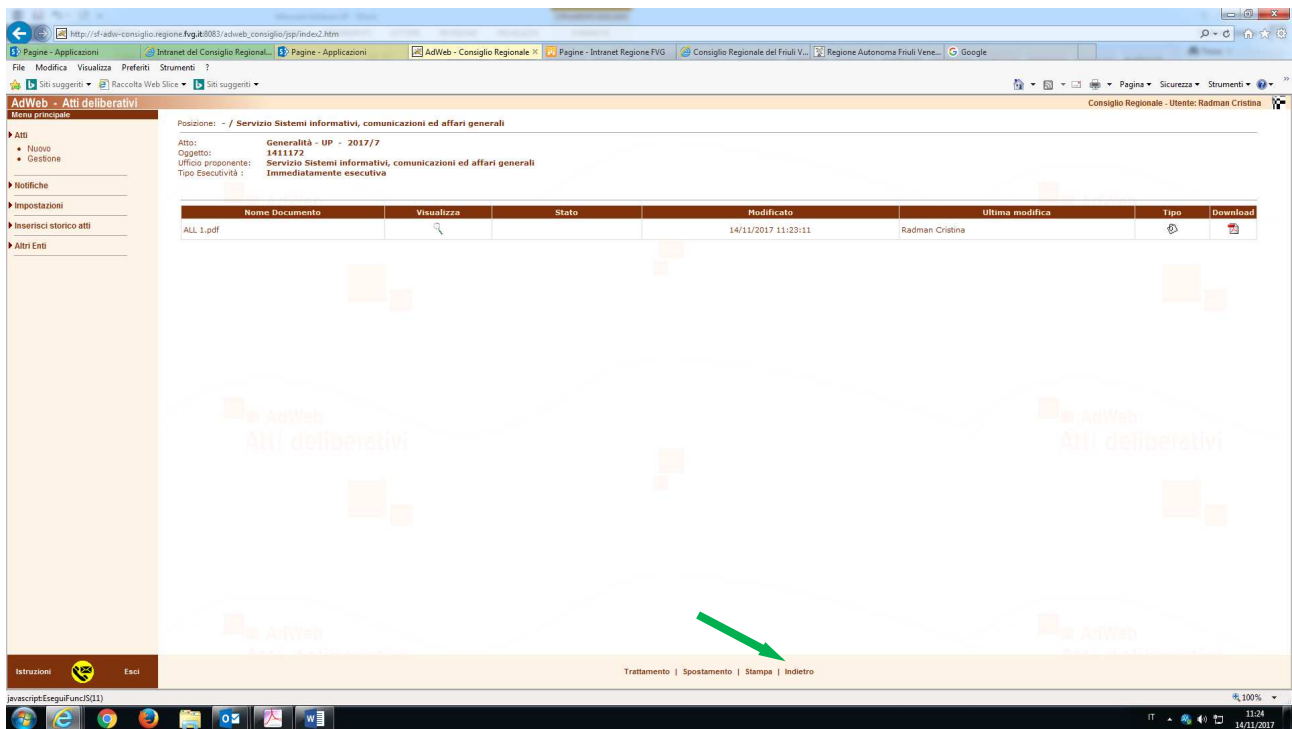 http://sf-adw-consiglio.regione.fvg.it:8083/adweb_consiglio/jsp/index2.htm
Pagine - Applicazioni
Intranet del Consiglio Regional...
Pagine - Applicazioni
AdWeb - Consiglio Regionale
Pagine - Intranet Regione FVG
Consiglio Regionale del Friuli V...
Regione Autonoma Friuli Vene...
Google
File Modifica Visualizza Preferiti Strumenti ?
Siti suggeriti Raccolta Web Slice Siti suggeriti
Pagina Sicurezza Strumenti
AdWeb - Atti deliberativi
Consiglio Regionale - Utente: Radman Cristina
Menu principale
Atti
Nuovo
Gestione
Notifiche
Impostazioni
Inserisci storico atti
Altri Enti
Posizione: - / Servizio Sistemi informativi, comunicazioni ed affari generali
Atto: Generalità - UP - 2017/7
Oggetto: 1411172
Ufficio proponente: Servizio Sistemi informativi, comunicazioni ed affari generali
Tipo Esecutività : Immediatamente esecutiva
Nome Documento Visualizza Stato Modificato Ultima modifica Tipo Download
ALL 1.pdf 14/11/2017 11:23:11 Radman Cristina
AdWeb AdWeb
Atti deliberativi Atti deliberativi
AdWeb AdWeb
Istruzioni Esci
Trattamento | Spostamento | Stampa | Indietro
javascript:EseguiFuncJS(11)
100%
IT
11:24
14/11/2017